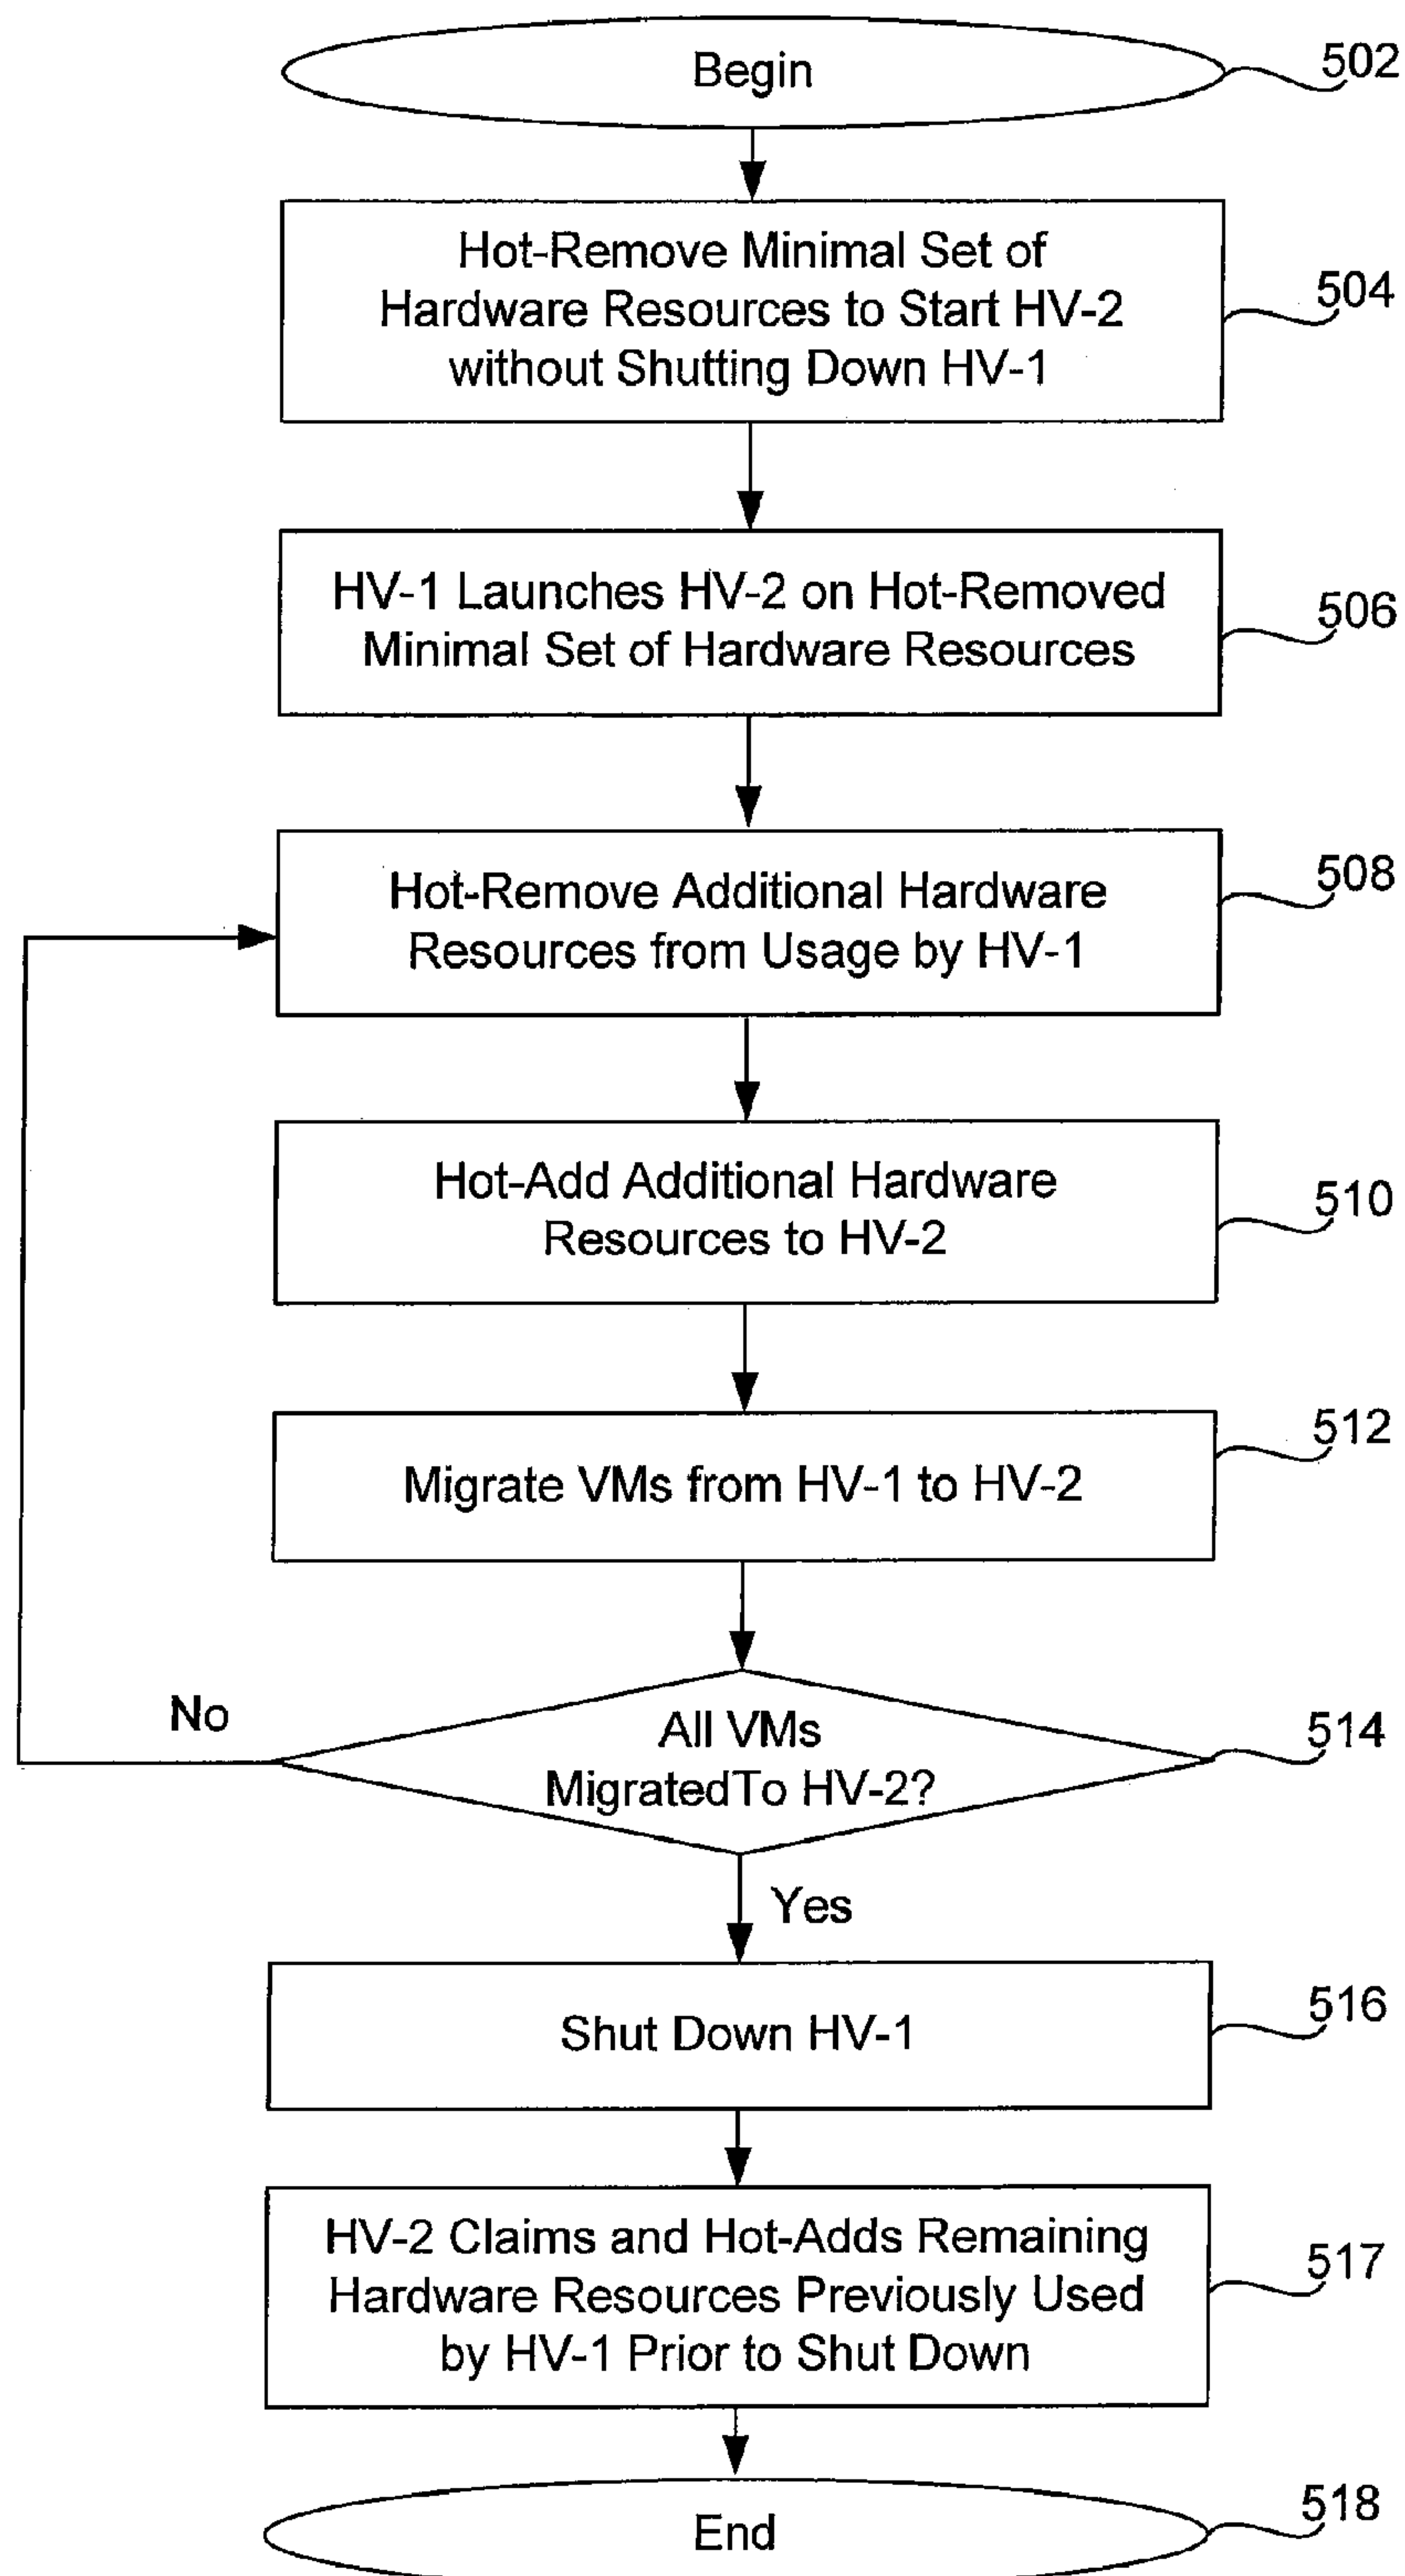 Begin
502
Hot-Remove Minimal Set of
Hardware Resources to Start HV-2
without Shutting Down HV-1
504
HV-1 Launches HV-2 on Hot-Removed
Minimal Set of Hardware Resources
506
Hot-Remove Additional Hardware
Resources from Usage by HV-1
508
Hot-Add Additional Hardware
Resources to HV-2
510
Migrate VMs from HV-1 to HV-2
512
No
All VMs
MigratedTo HV-2?
514
Yes
Shut Down HV-1
516
HV-2 Claims and Hot-Adds Remaining
Hardware Resources Previously Used
by HV-1 Prior to Shut Down
517
End
518